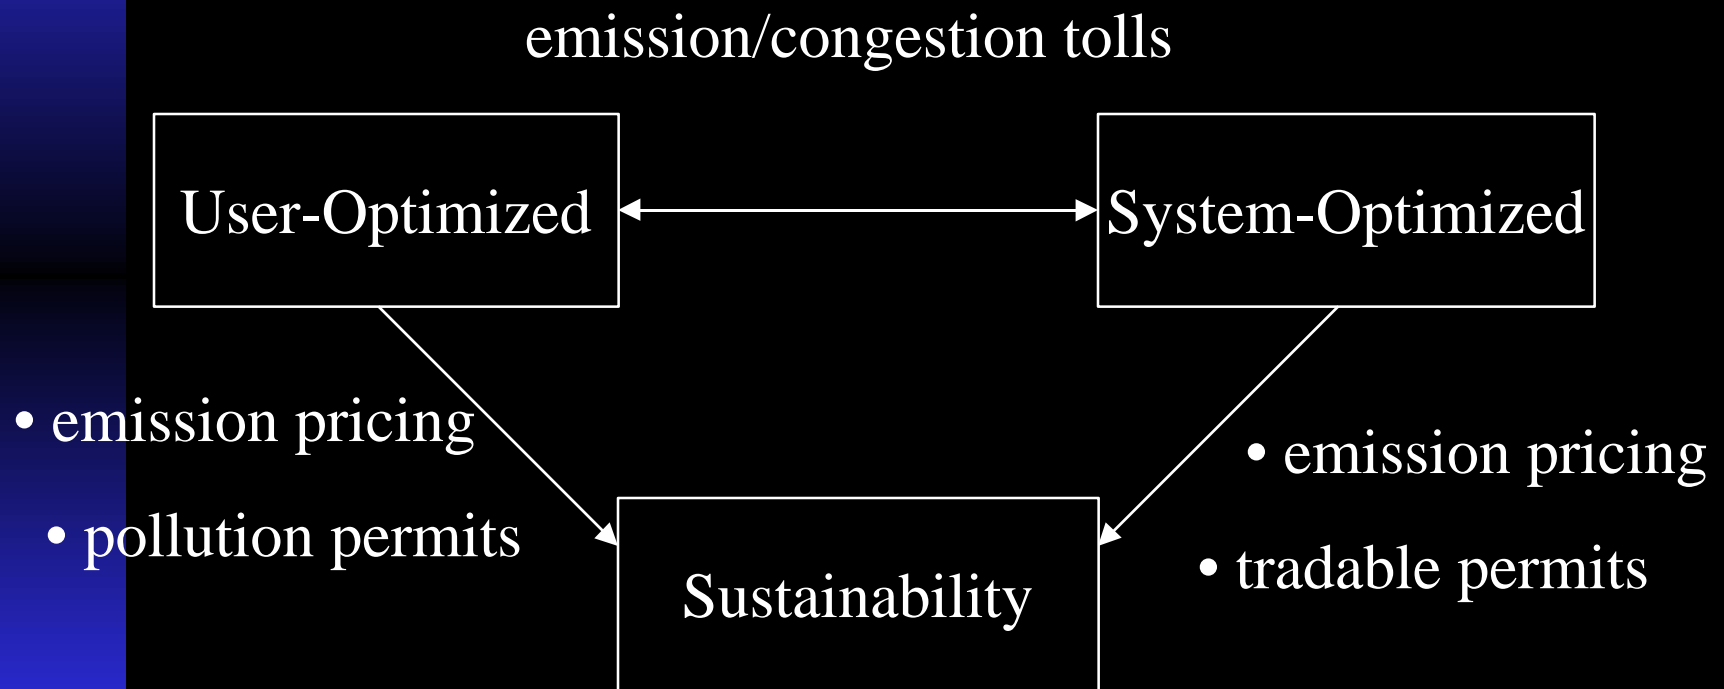 emission/congestion tolls
User-Optimized
System-Optimized
• emission pricing
• pollution permits
• emission pricing
• tradable permits
Sustainability